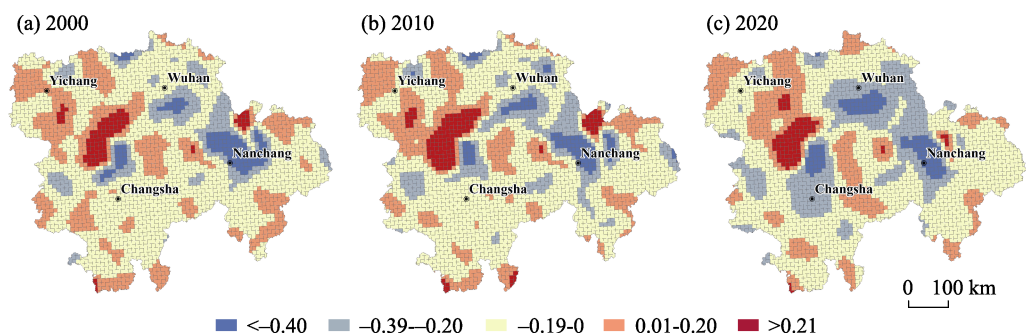 (a) 2000
(b) 2010
(c) 2020
Yichang
Wuhan
Nanchang
Changsha
Yichang
Wuhan
Nanchang
Changsha
Yichang
Wuhan
Nanchang
Changsha
0 100 km
<–0.40
–0.39-–0.20
–0.19-0
0.01-0.20
>0.21